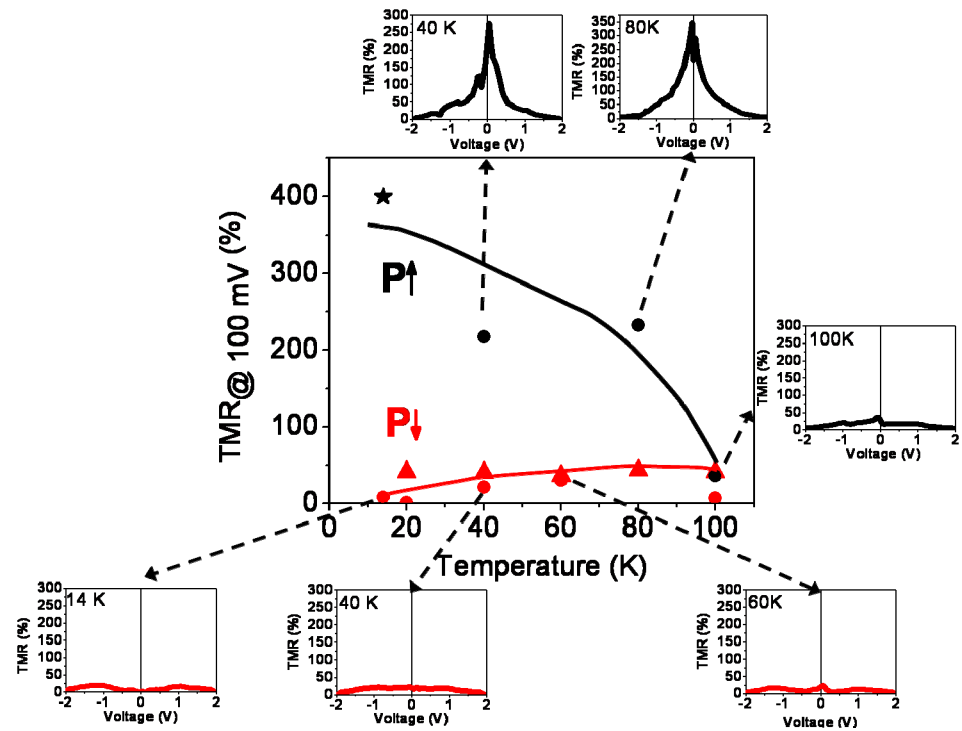 300
250
200
150
100
50
0
TMR (%)
40 K
-2 -1 0 1 2
Voltage (V)
350
300
250
200
150
100
50
0
TMR (%)
80K
-2 -1 0 1 2
Voltage (V)
400
300
200
100
0
TMR@ 100 mV (%)
P↑
P↓
0 20 40 60 80 100
Temperature (K)
300
250
200
150
100
50
0
TMR (%)
100K
-2 -1 0 1 2
Voltage (V)
300
250
200
150
100
50
0
TMR (%)
14 K
-2 -1 0 1 2
Voltage (V)
300
250
200
150
100
50
0
TMR (%)
40 K
-2 -1 0 1 2
Voltage (V)
300
250
200
150
100
50
0
TMR (%)
60K
-2 -1 0 1 2
Voltage (V)